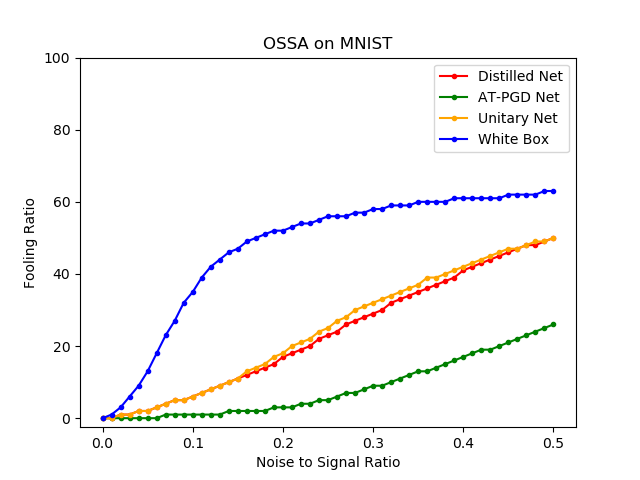 OSSA on MNIST
100
80
60
40
20
0
Fooling Ratio
Distilled Net
AT-PGD Net
Unitary Net
White Box
0.0 0.1 0.2 0.3 0.4 0.5
Noise to Signal Ratio